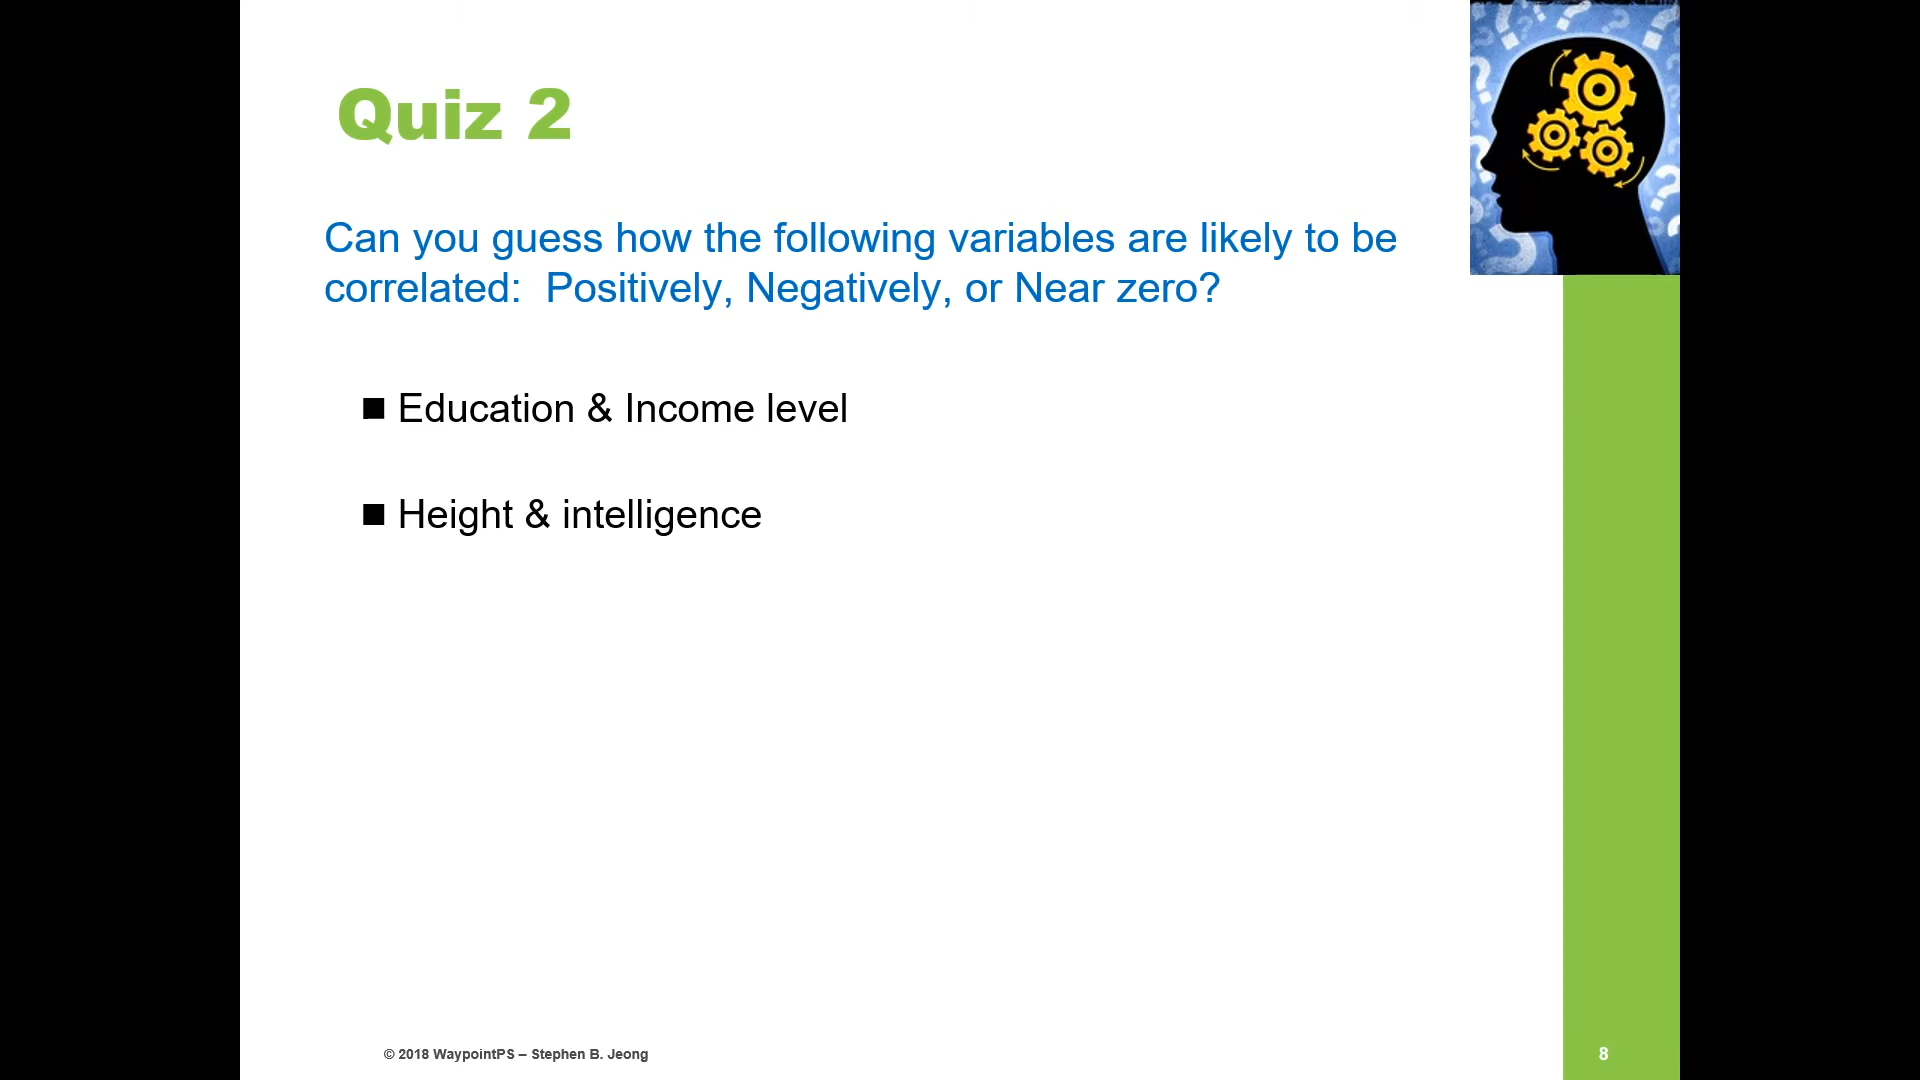 Quiz 2
Can you guess how the following variables are likely to be
correlated:  Positively, Negatively, or Near zero?
■ Education & Income level
■ Height & intelligence
© 2018 WaypointPS – Stephen B. Jeong
8